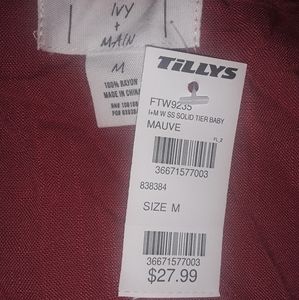 IVY
+
MAIN
M
100% RAYON
MADE IN CHINA
TILLYS
FTW9235
I+M W SS SOLID TIER BABY
MAUVE
FL_2
36671577003
838384
SIZE M
36671577003
$27.99